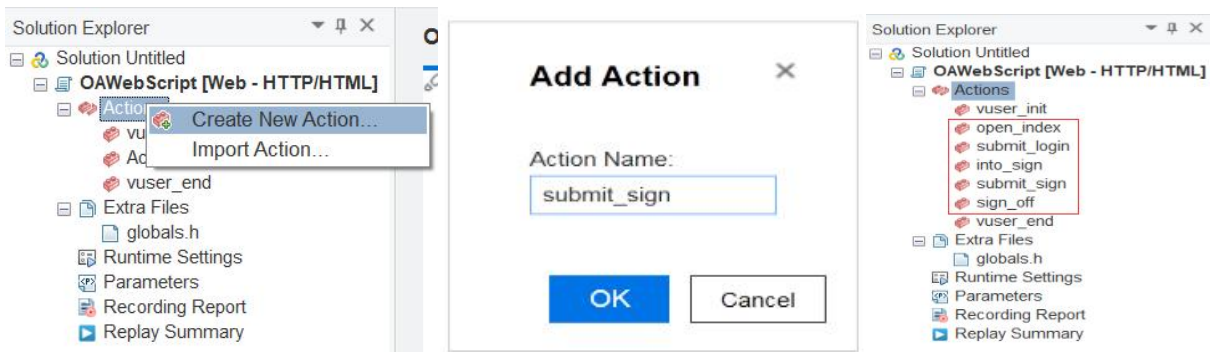 Solution Explorer
Solution Untitled
OAWebScript [Web - HTTP/HTML]
Create New Action...
Import Action...
vuser_end
Extra Files
globals.h
Runtime Settings
Parameters
Recording Report
Replay Summary
Add Action
Action Name:
submit_sign
OK
Cancel
Solution Explorer
Solution Untitled
OAWebScript [Web - HTTP/HTML]
Actions
vuser_init
open_index
submit_login
into_sign
submit_sign
sign_off
vuser_end
Extra Files
globals.h
Runtime Settings
Parameters
Recording Report
Replay Summary